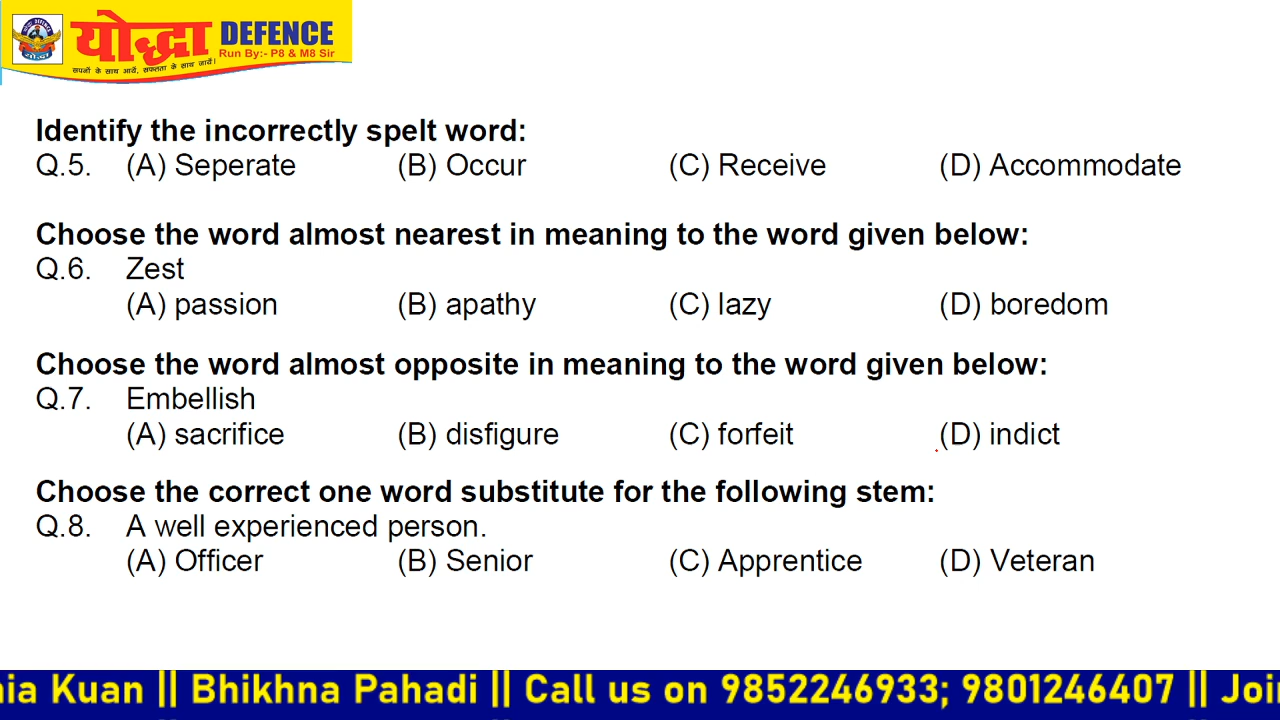 योद्धा DEFENCE
Run By:- P8 & M8 Sir
सपनों के साथ आयें, सफलता के साथ जायें।
Identify the incorrectly spelt word:
Q.5. (A) Seperate (B) Occur (C) Receive (D) Accommodate
Choose the word almost nearest in meaning to the word given below:
Q.6. Zest
(A) passion (B) apathy (C) lazy (D) boredom
Choose the word almost opposite in meaning to the word given below:
Q.7. Embellish
(A) sacrifice (B) disfigure (C) forfeit (D) indict
Choose the correct one word substitute for the following stem:
Q.8. A well experienced person.
(A) Officer (B) Senior (C) Apprentice (D) Veteran
Kuan || Bhikhna Pahadi || Call us on 9852246933; 9801246407 ||